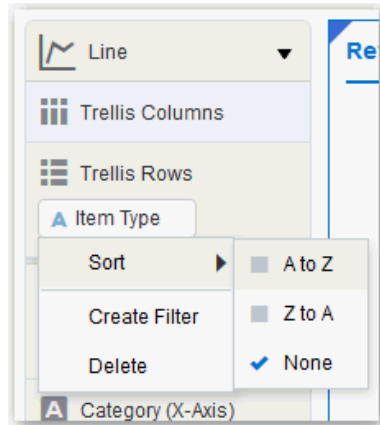 Line
Re
Trellis Columns
Trellis Rows
A Item Type
Sort
A to Z
Create Filter
Z to A
Delete
None
A Category (X-Axis)